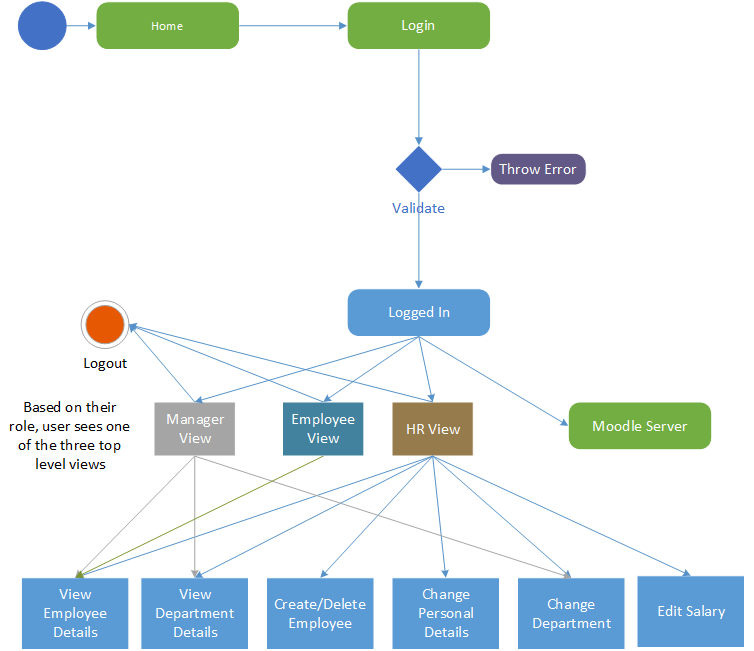 Home
Login
Throw Error
Validate
Logged In
Logout
Based on their
role, user sees one
of the three top
level views
Manager
View
Employee
View
HR View
Moodle Server
View
Employee
Details
View
Department
Details
Create/Delete
Employee
Change
Personal
Details
Change
Department
Edit Salary